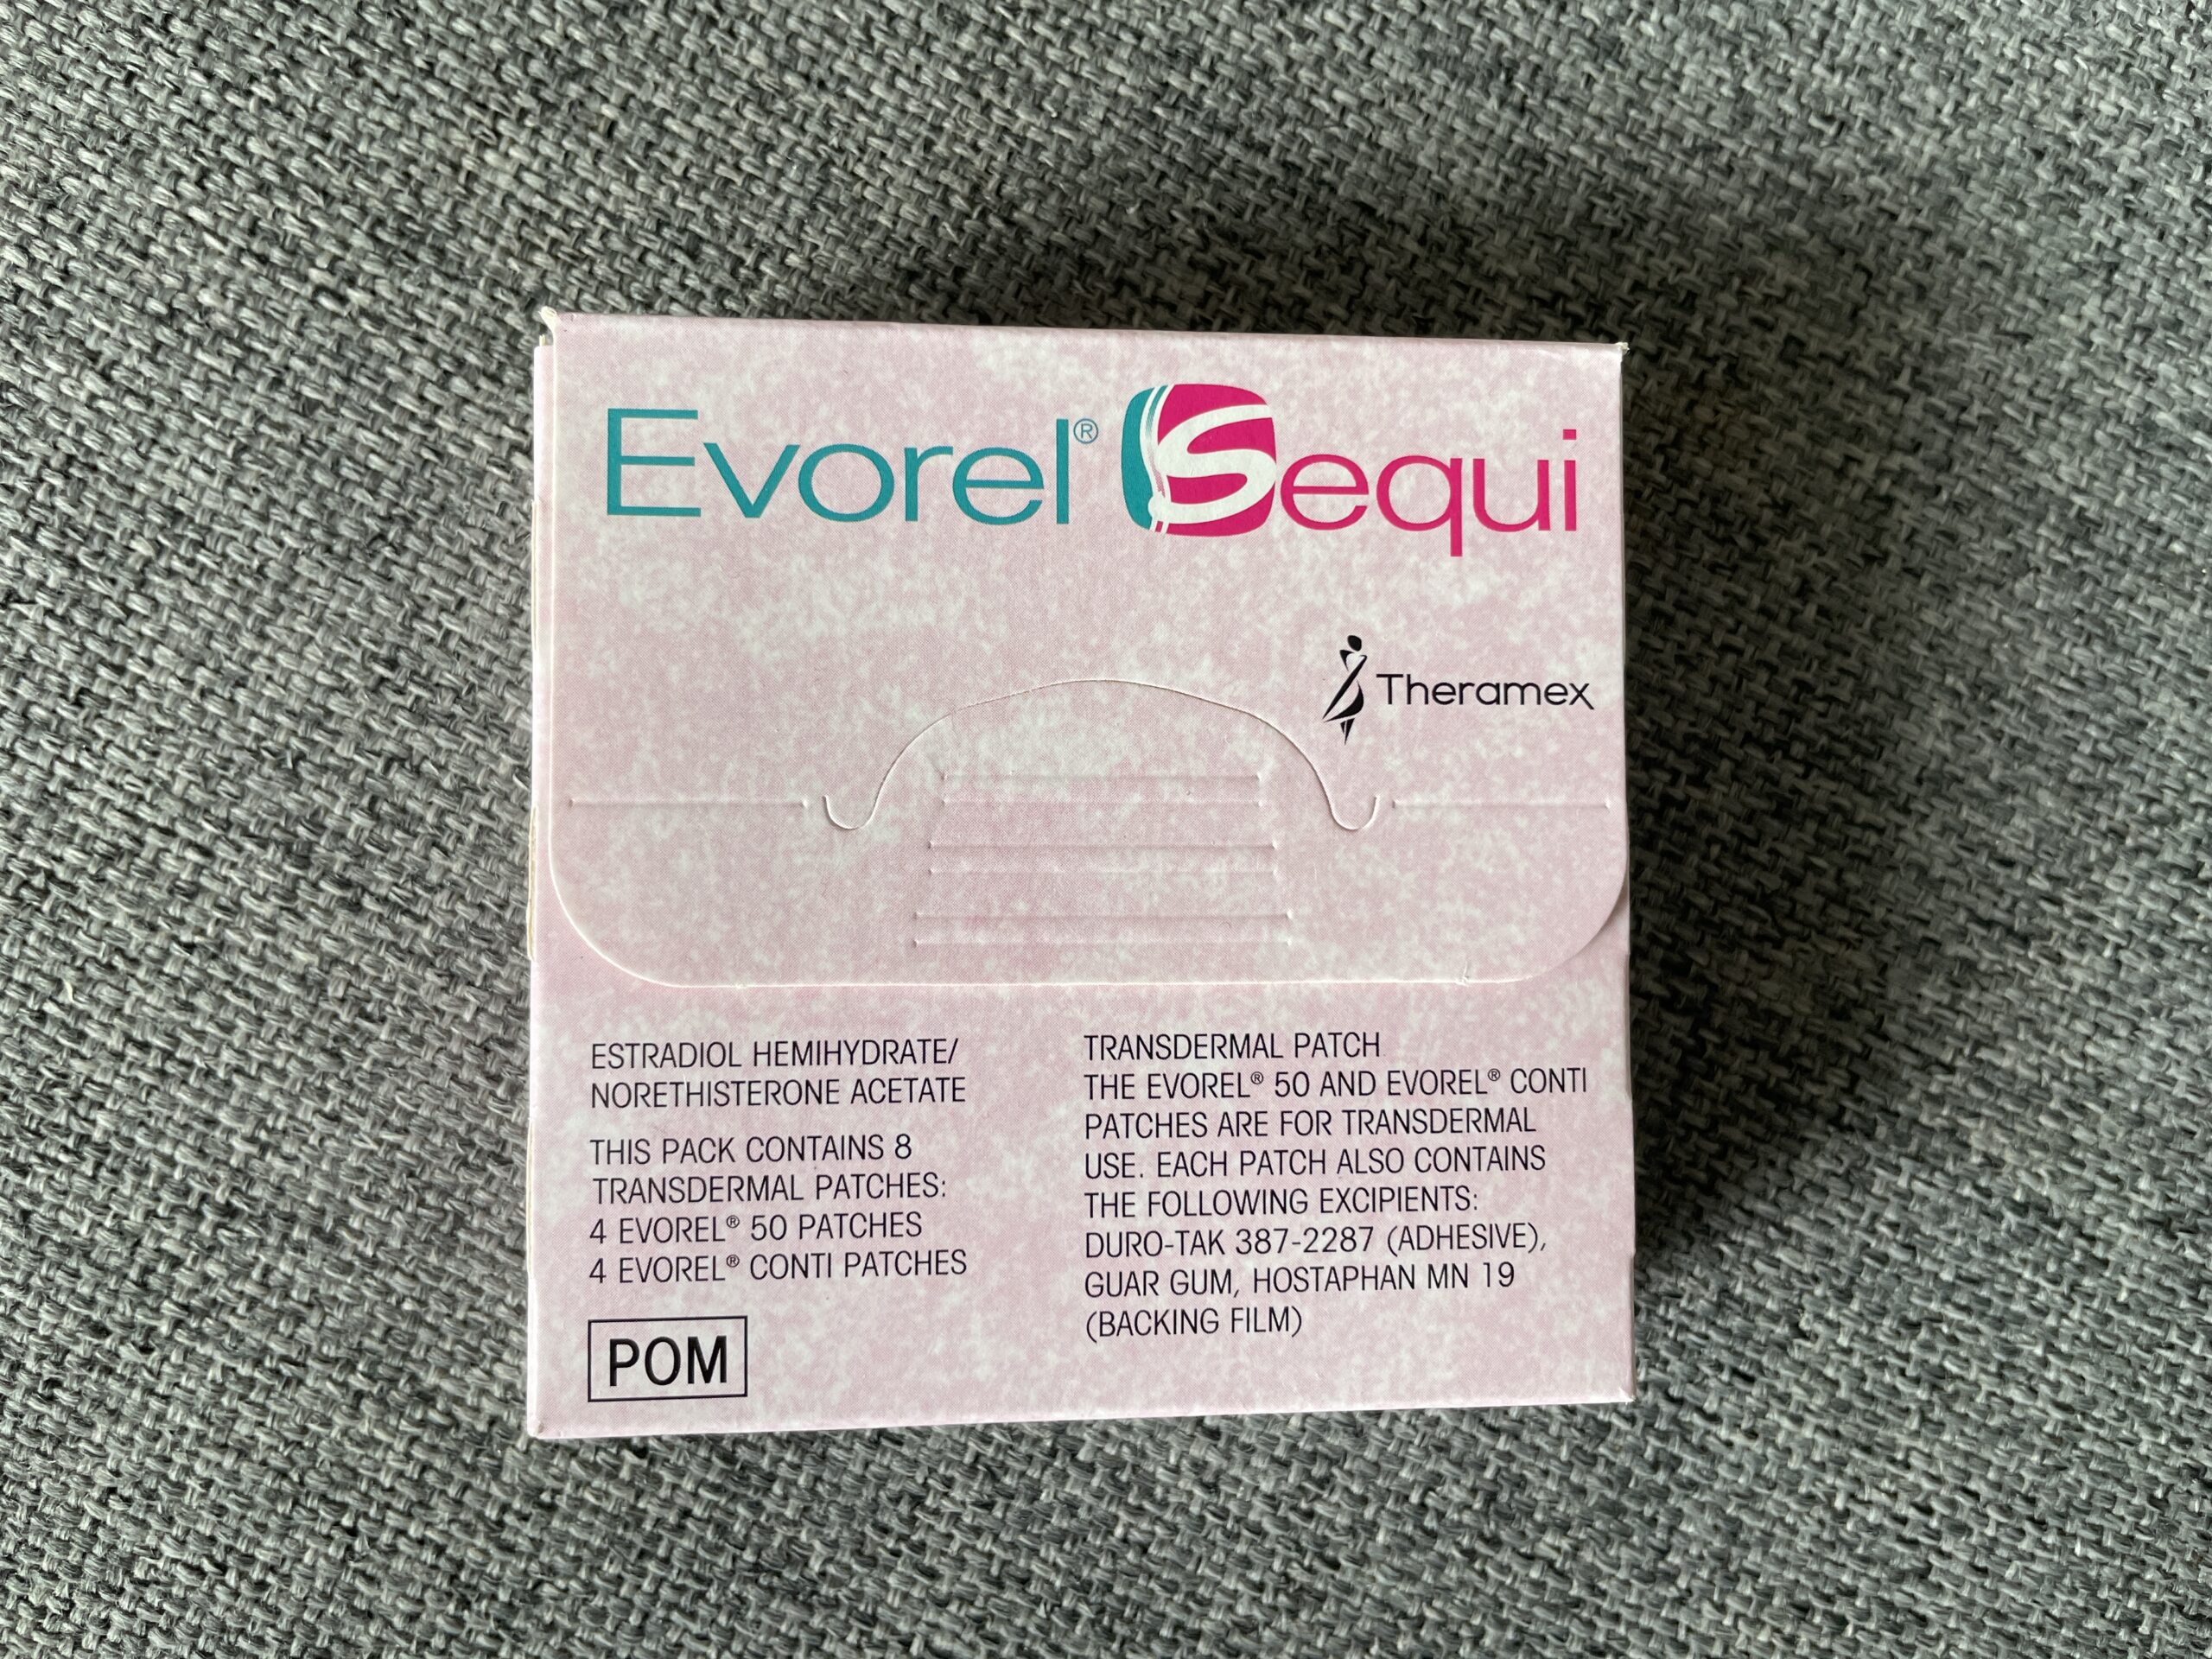 Evorel® Sequi
Theramex
ESTRADIOL HEMIHYDRATE/
NORETHISTERONE ACETATE
THIS PACK CONTAINS 8
TRANSDERMAL PATCHES:
4 EVOREL® 50 PATCHES
4 EVOREL® CONTI PATCHES
POM
TRANSDERMAL PATCH
THE EVOREL® 50 AND EVOREL® CONTI
PATCHES ARE FOR TRANSDERMAL
USE. EACH PATCH ALSO CONTAINS
THE FOLLOWING EXCIPIENTS:
DURO-TAK 387-2287 (ADHESIVE),
GUAR GUM, HOSTAPHAN MN 19
(BACKING FILM)